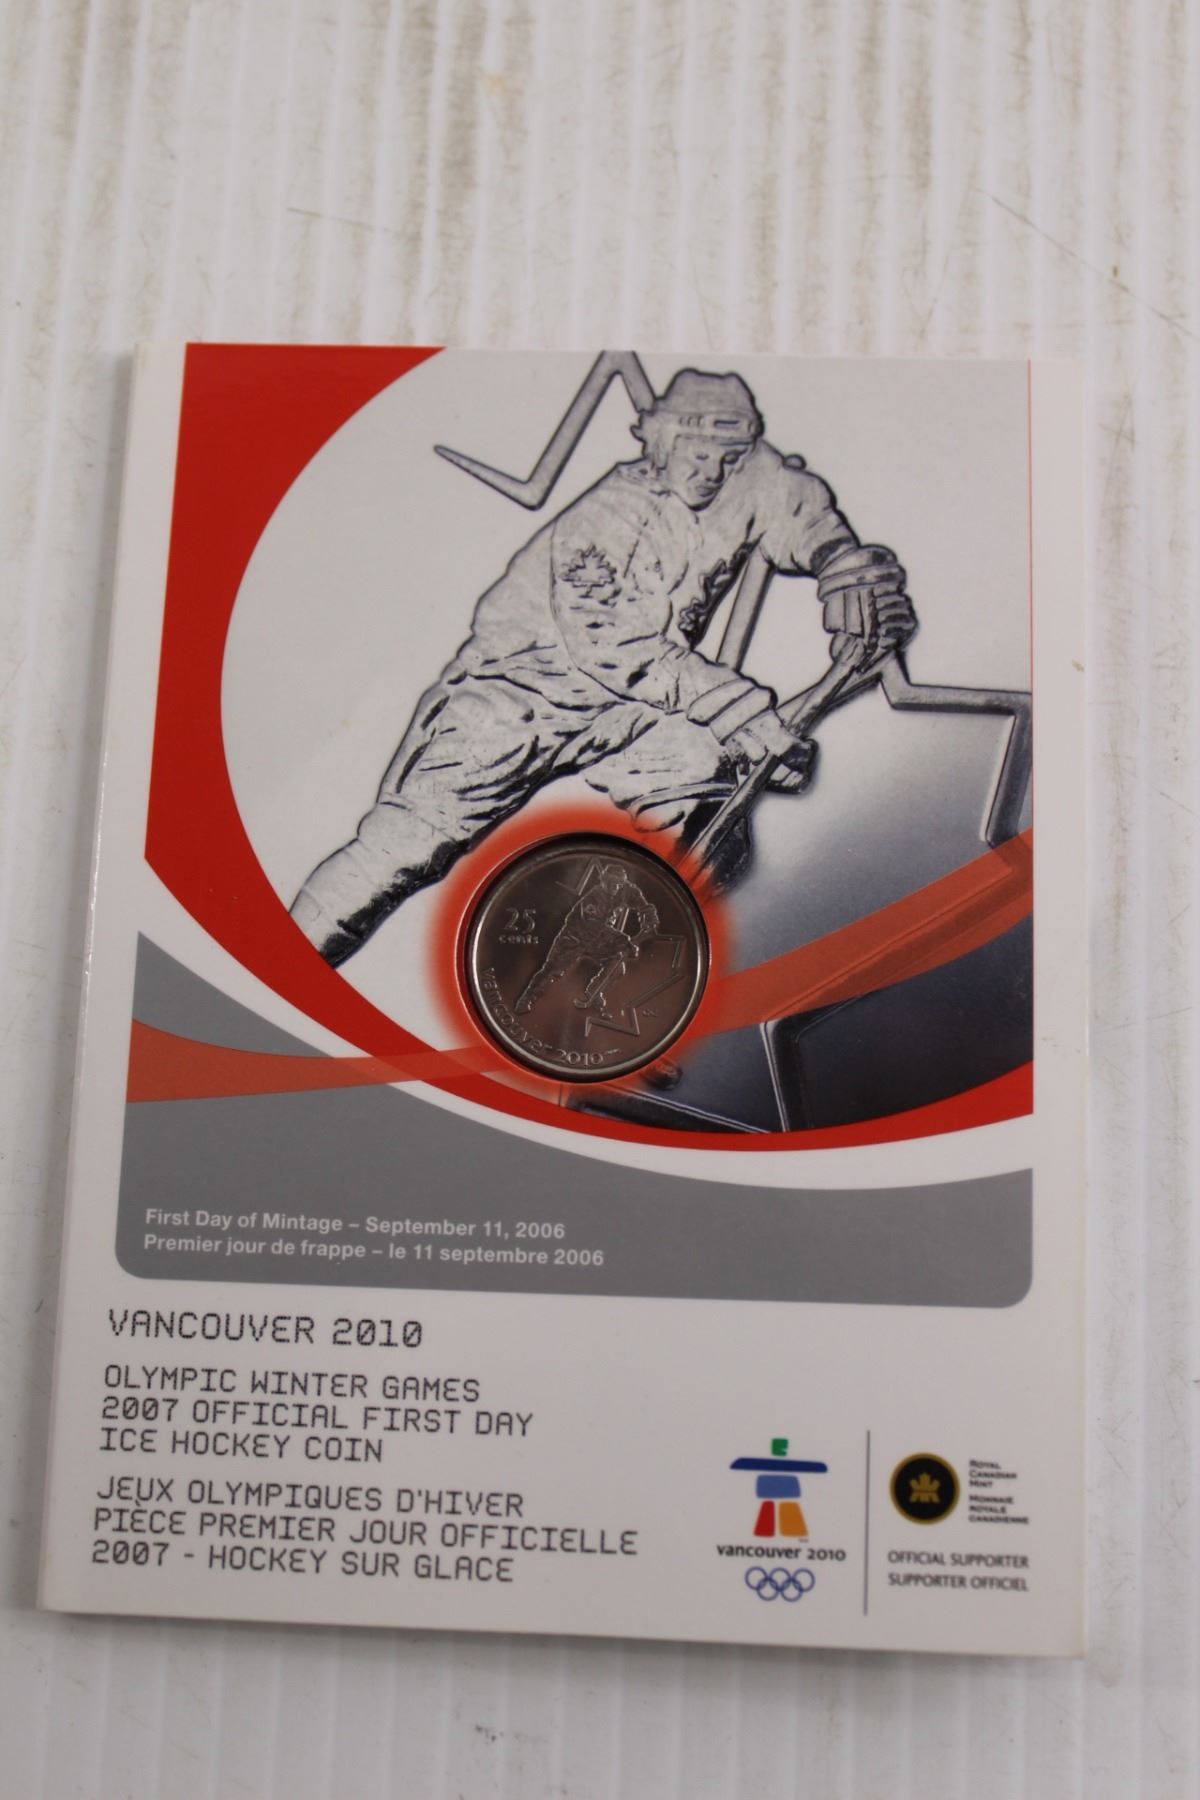 25
cents
vancouver 2010
First Day of Mintage – September 11, 2006
Premier jour de frappe – le 11 septembre 2006
VANCOUVER 2010
OLYMPIC WINTER GAMES
2007 OFFICIAL FIRST DAY
ICE HOCKEY COIN
JEUX OLYMPIQUES D'HIVER
PIÈCE PREMIER JOUR OFFICIELLE
2007 - HOCKEY SUR GLACE
vancouver 2010
ROYAL
CANADIAN
MINT
MONNAIE
ROYALE
CANADIENNE
OFFICIAL SUPPORTER
SUPPORTER OFFICIEL